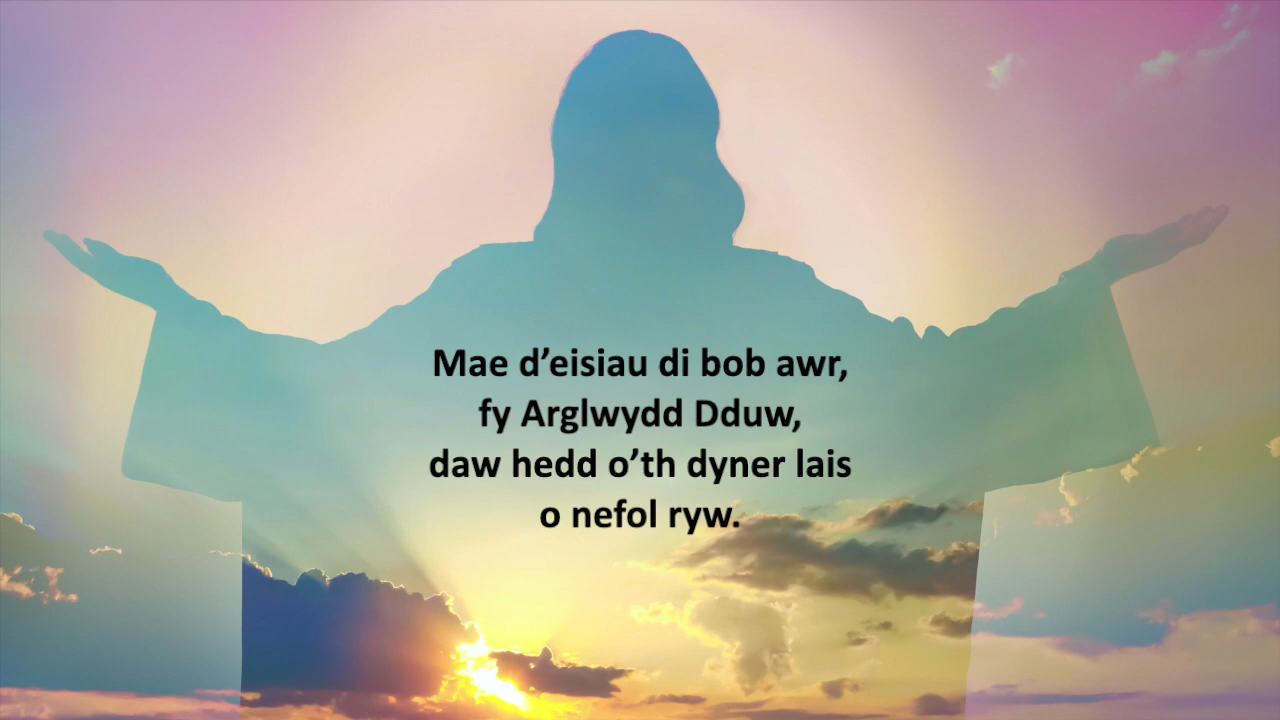 Mae d’eisiau di bob awr,
fy Arglwydd Dduw,
daw hedd o’th dyner lais
o nefol ryw.